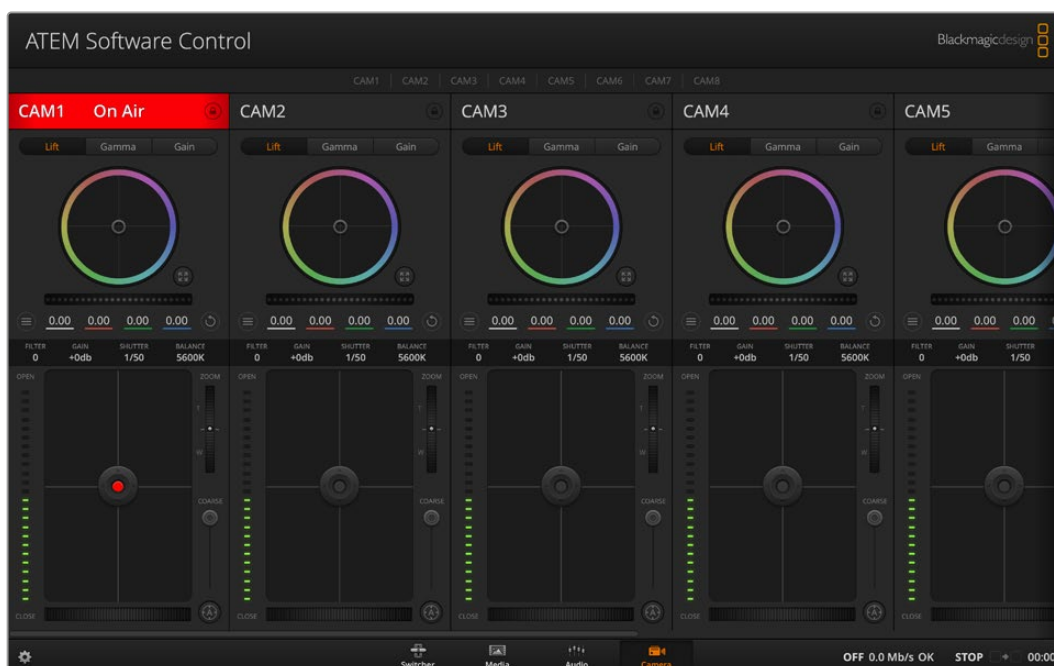 ATEM Software Control
Blackmagicdesign
CAM1 CAM2 CAM3 CAM4 CAM5 CAM6 CAM7 CAM8
CAM1 On Air CAM2 CAM3 CAM4 CAM5
Lift Gamma Gain Lift Gamma Gain Lift Gamma Gain Lift Gamma Gain Lift Gamma
0.00 0.00 0.00 0.00 0.00 0.00 0.00 0.00 0.00 0.00 0.00 0.00 0.00 0.00 0.00 0.00 0.00 0.00 0.00
FILTER GAIN SHUTTER BALANCE FILTER GAIN SHUTTER BALANCE FILTER GAIN SHUTTER BALANCE FILTER GAIN SHUTTER BALANCE FILTER GAIN SHUTTER
0 +0db 1/50 5600K 0 +0db 1/50 5600K 0 +0db 1/50 5600K 0 +0db 1/50 5600K 0 +0db 1/50
OPEN ZOOM OPEN ZOOM OPEN ZOOM OPEN ZOOM OPEN
T T T T
W W W W
COARSE COARSE COARSE COARSE
CLOSE A CLOSE A CLOSE A CLOSE A CLOSE
Switcher Media Audio Camera OFF 0.0 Mb/s OK STOP